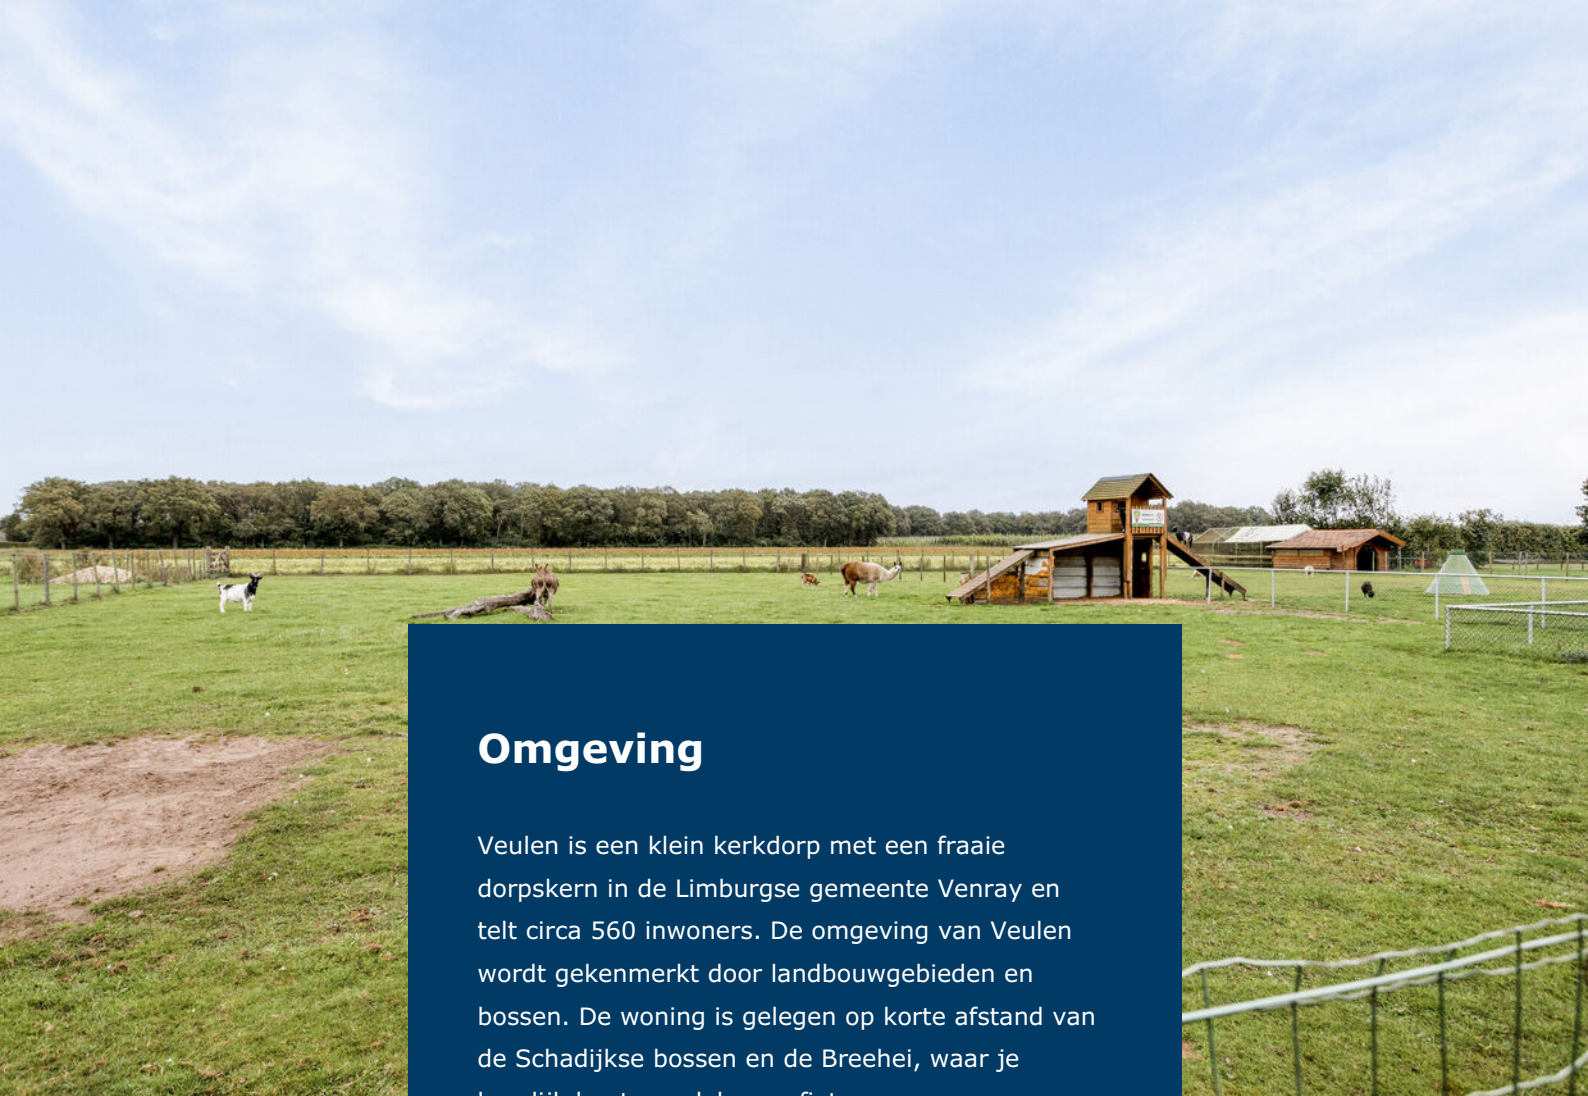 Omgeving
Veulen is een klein kerkdorp met een fraaie
dorpskern in de Limburgse gemeente Venray en
telt circa 560 inwoners. De omgeving van Veulen
wordt gekenmerkt door landbouwgebieden en
bossen. De woning is gelegen op korte afstand van
de Schadijkse bossen en de Breehei, waar je